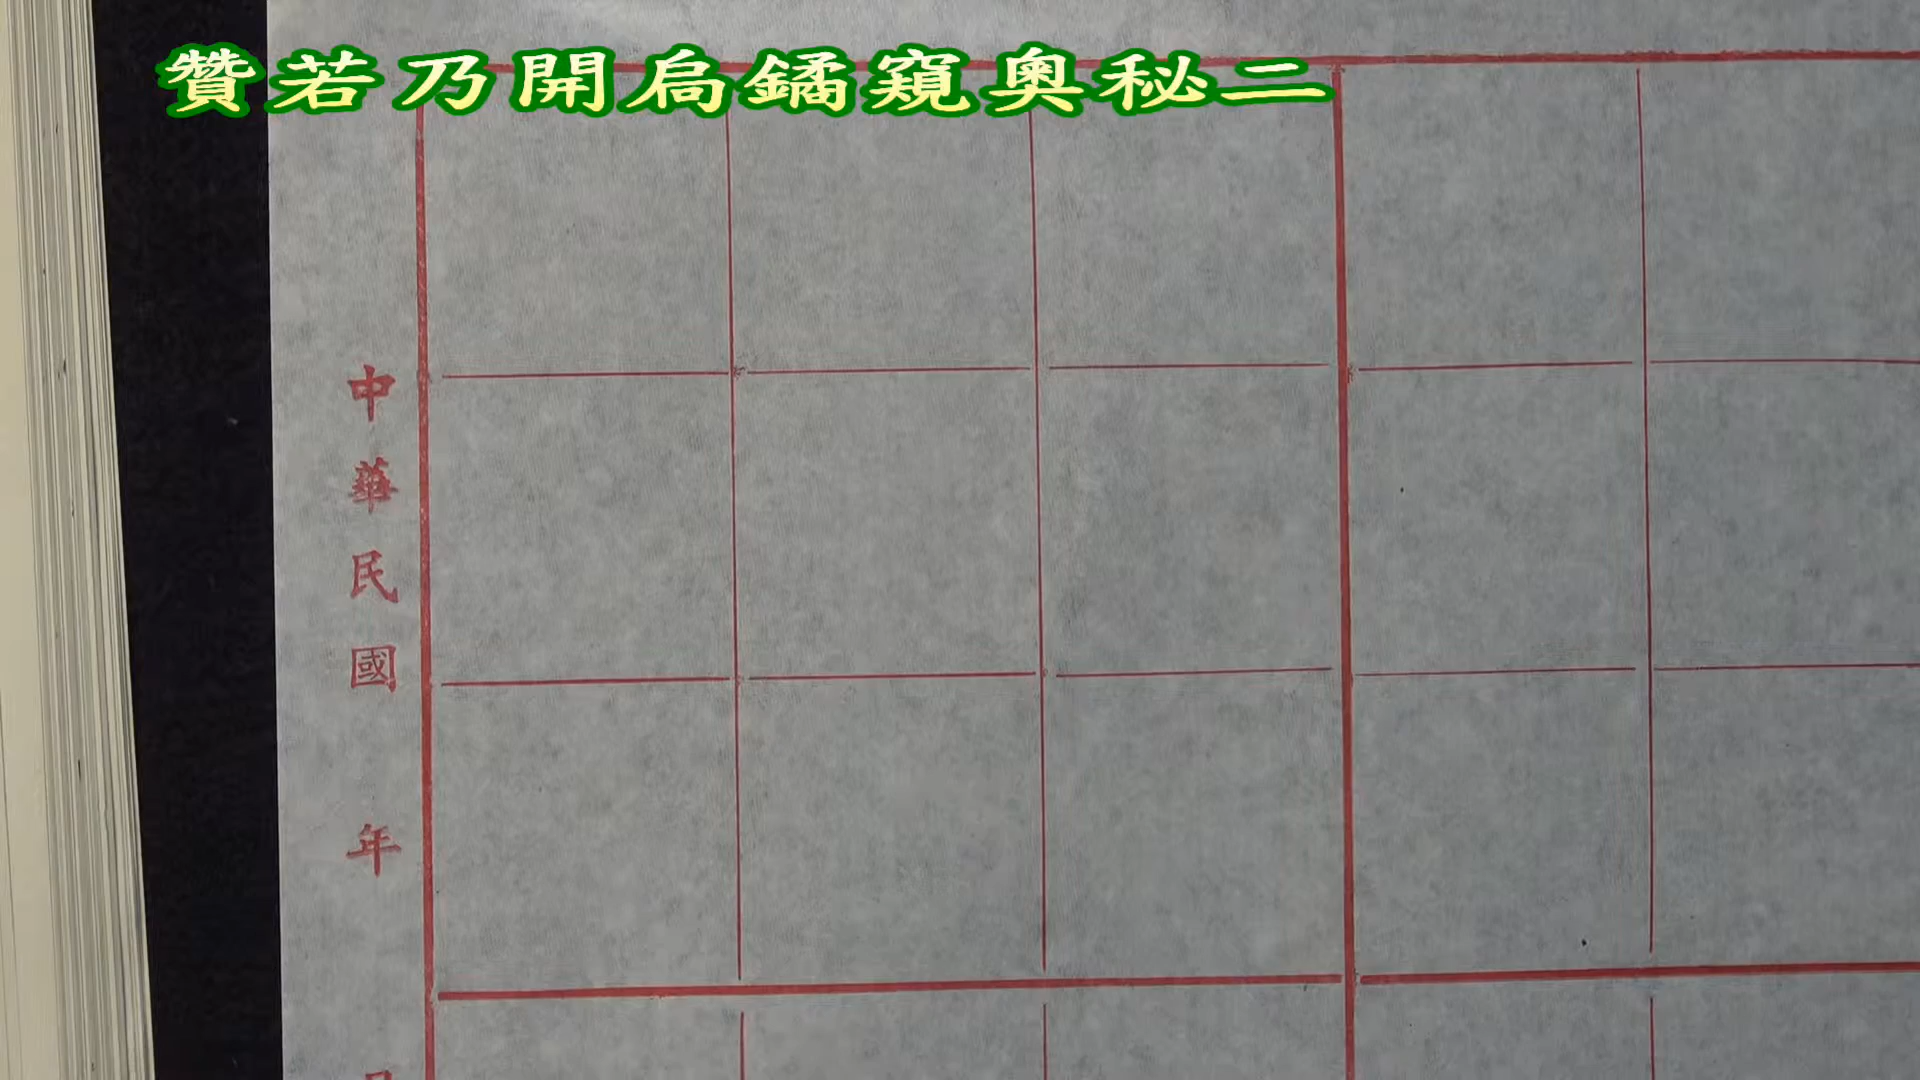 贊若乃開扃鐍窺奧秘二
中華民國 年